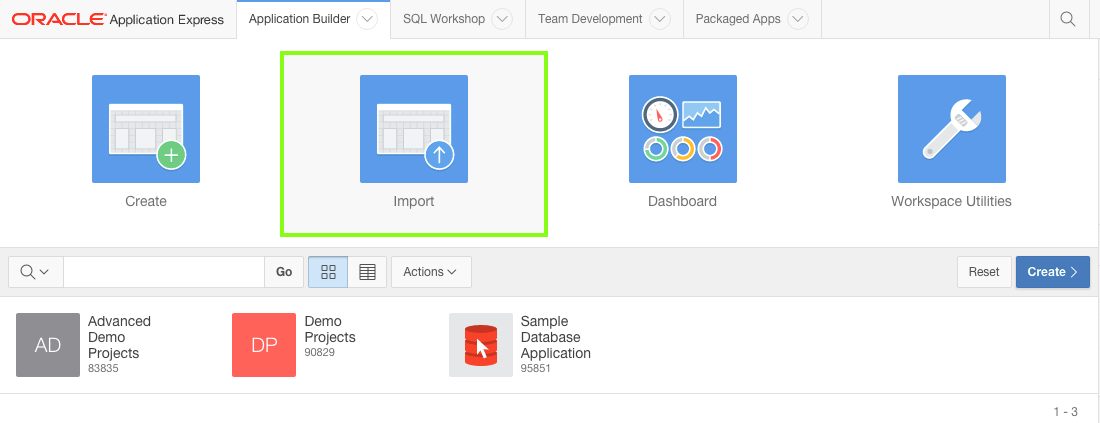 ORACLE Application Express Application Builder SQL Workshop Team Development Packaged Apps
Create Import Dashboard Workspace Utilities
Go Actions Reset Create
AD
Advanced
Demo
Projects
83835
DP
Demo
Projects
90829
Sample
Database
Application
95851
1 - 3